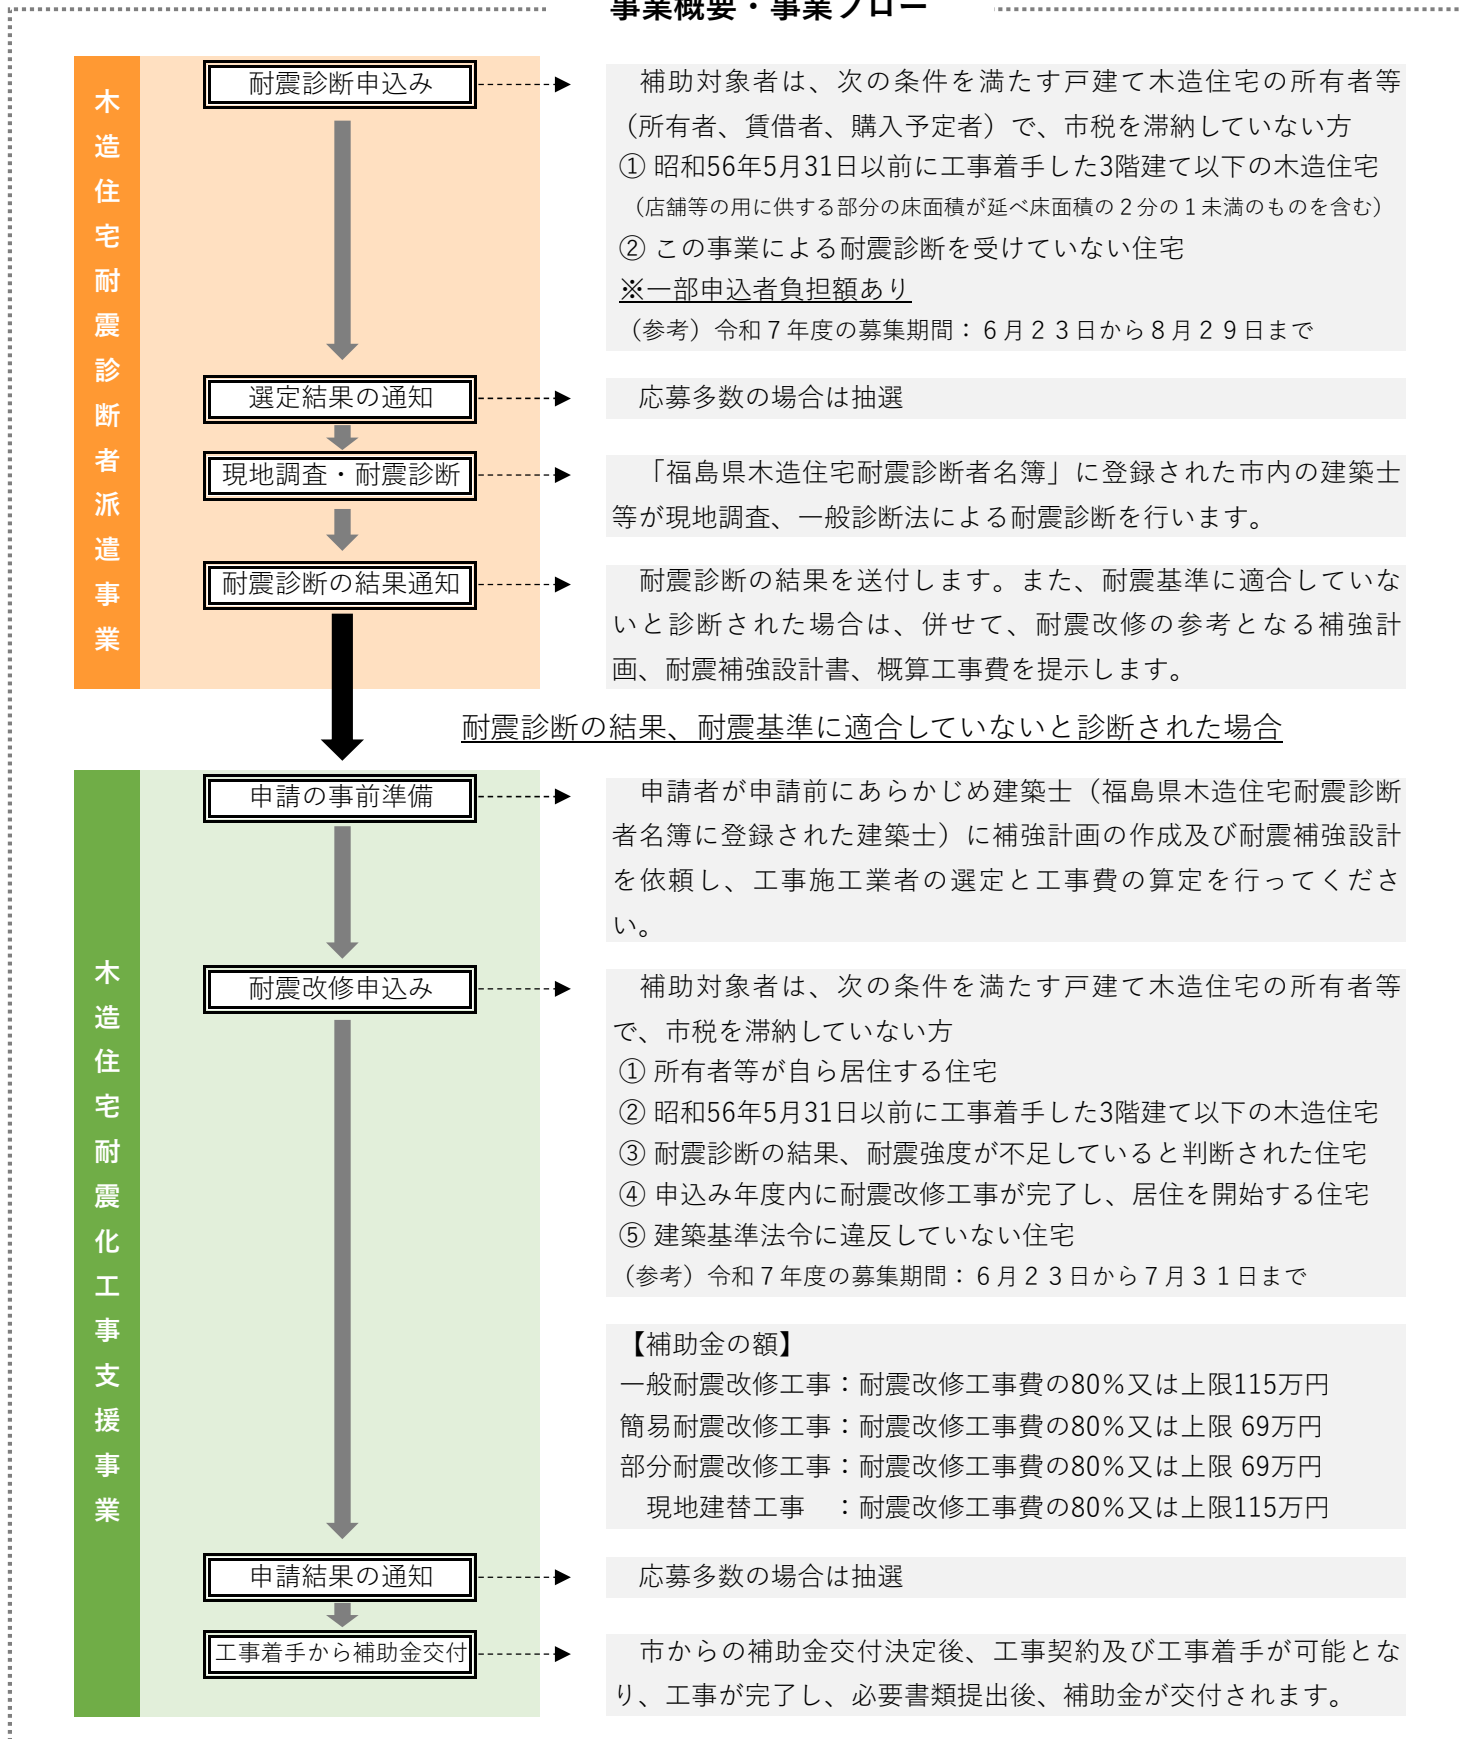 事業概要・事業フロー
木造住宅耐震診断者派遣事業
耐震診断申込み
補助対象者は、次の条件を満たす戸建て木造住宅の所有者等
（所有者、賃借者、購入予定者）で、市税を滞納していない方
① 昭和56年5月31日以前に工事着手した3階建て以下の木造住宅
（店舗等の用に供する部分の床面積が延べ床面積の２分の１未満のものを含む）
② この事業による耐震診断を受けていない住宅
※一部申込者負担額あり
（参考）令和７年度の募集期間：６月２３日から８月２９日まで
選定結果の通知
応募多数の場合は抽選
現地調査・耐震診断
「福島県木造住宅耐震診断者名簿」に登録された市内の建築士
等が現地調査、一般診断法による耐震診断を行います。
耐震診断の結果通知
耐震診断の結果を送付します。また、耐震基準に適合していな
いと診断された場合は、併せて、耐震改修の参考となる補強計
画、耐震補強設計書、概算工事費を提示します。
耐震診断の結果、耐震基準に適合していないと診断された場合
木造住宅耐震化工事支援事業
申請の事前準備
申請者が申請前にあらかじめ建築士（福島県木造住宅耐震診断
者名簿に登録された建築士）に補強計画の作成及び耐震補強設計
を依頼し、工事施工業者の選定と工事費の算定を行ってくださ
い。
耐震改修申込み
補助対象者は、次の条件を満たす戸建て木造住宅の所有者等
で、市税を滞納していない方
① 所有者等が自ら居住する住宅
② 昭和56年5月31日以前に工事着手した3階建て以下の木造住宅
③ 耐震診断の結果、耐震強度が不足していると判断された住宅
④ 申込み年度内に耐震改修工事が完了し、居住を開始する住宅
⑤ 建築基準法令に違反していない住宅
（参考）令和７年度の募集期間：６月２３日から７月３１日まで
【補助金の額】
一般耐震改修工事：耐震改修工事費の80％又は上限115万円
簡易耐震改修工事：耐震改修工事費の80％又は上限 69万円
部分耐震改修工事：耐震改修工事費の80％又は上限 69万円
現地建替工事　：耐震改修工事費の80％又は上限115万円
申請結果の通知
応募多数の場合は抽選
工事着手から補助金交付
市からの補助金交付決定後、工事契約及び工事着手が可能とな
り、工事が完了し、必要書類提出後、補助金が交付されます。